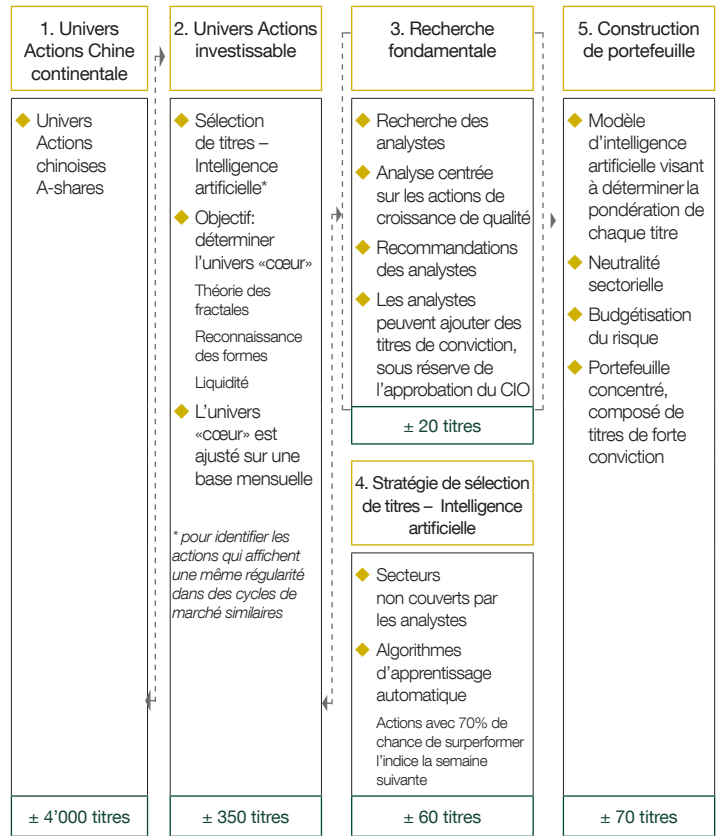 1. Univers
Actions Chine
continentale
◆ Univers
Actions
chinoises
A-shares
± 4'000 titres
2. Univers Actions
investissable
◆ Sélection
de titres –
Intelligence
artificielle*
◆ Objectif:
déterminer
l'univers «cœur»
Théorie des
fractales
Reconnaissance
des formes
Liquidité
◆ L'univers
«cœur» est
ajusté sur une
base mensuelle
* pour identifier les
actions qui affichent
une même régularité
dans des cycles de
marché similaires
± 350 titres
3. Recherche
fondamentale
◆ Recherche des
analystes
◆ Analyse centrée
sur les actions de
croissance de qualité
◆ Recommandations
des analystes
◆ Les analystes
peuvent ajouter des
titres de conviction,
sous réserve de
l'approbation du CIO
± 20 titres
4. Stratégie de sélection
de titres – Intelligence
artificielle
◆ Secteurs
non couverts par
les analystes
◆ Algorithmes
d'apprentissage
automatique
Actions avec 70% de
chance de surperformer
l'indice la semaine
suivante
± 60 titres
5. Construction
de portefeuille
◆ Modèle
d'intelligence
artificielle visant
à déterminer la
pondération de
chaque titre
◆ Neutralité
sectorielle
◆ Budgétisation
du risque
◆ Portefeuille
concentré,
composé de
titres de forte
conviction
± 70 titres